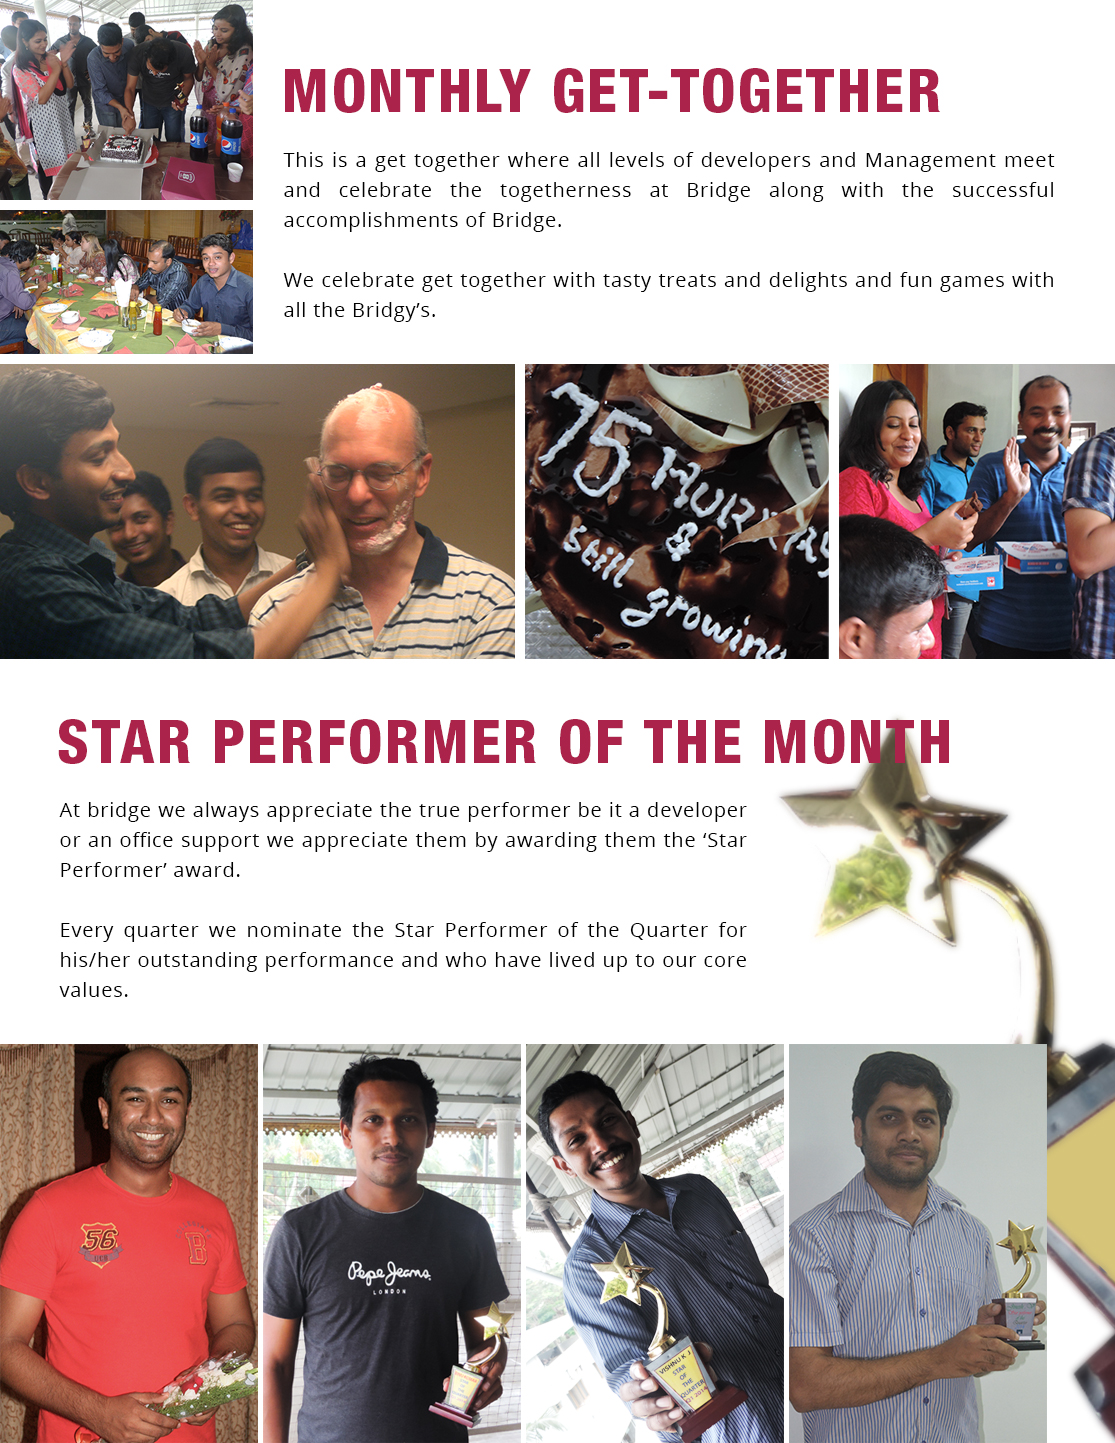 MONTHLY GET-TOGETHER
This is a get together where all levels of developers and Management meet
and celebrate the togetherness at Bridge along with the successful
accomplishments of Bridge.
We celebrate get together with tasty treats and delights and fun games with
all the Bridgy’s.
pepsi
pepsi
75
HURRAYS
&
still
growing
STAR PERFORMER OF THE MONTH
At bridge we always appreciate the true performer be it a developer
or an office support we appreciate them by awarding them the ‘Star
Performer’ award.
Every quarter we nominate the Star Performer of the Quarter for
his/her outstanding performance and who have lived up to our core
values.
56
B
Pepe Jeans
LONDON
VISHNU K J
STAR
OF
THE
QUARTER